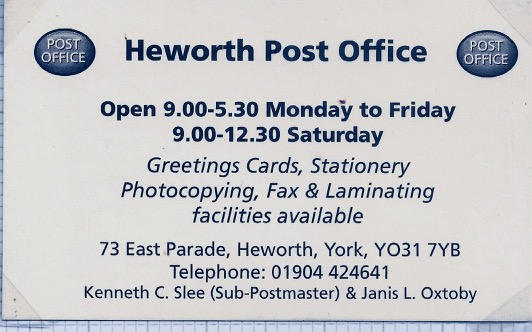 POST
OFFICE
Heworth Post Office
POST
OFFICE
Open 9.00-5.30 Monday to Friday
9.00-12.30 Saturday
Greetings Cards, Stationery
Photocopying, Fax & Laminating
facilities available
73 East Parade, Heworth, York, YO31 7YB
Telephone: 01904 424641
Kenneth C. Slee (Sub-Postmaster) & Janis L. Oxtoby